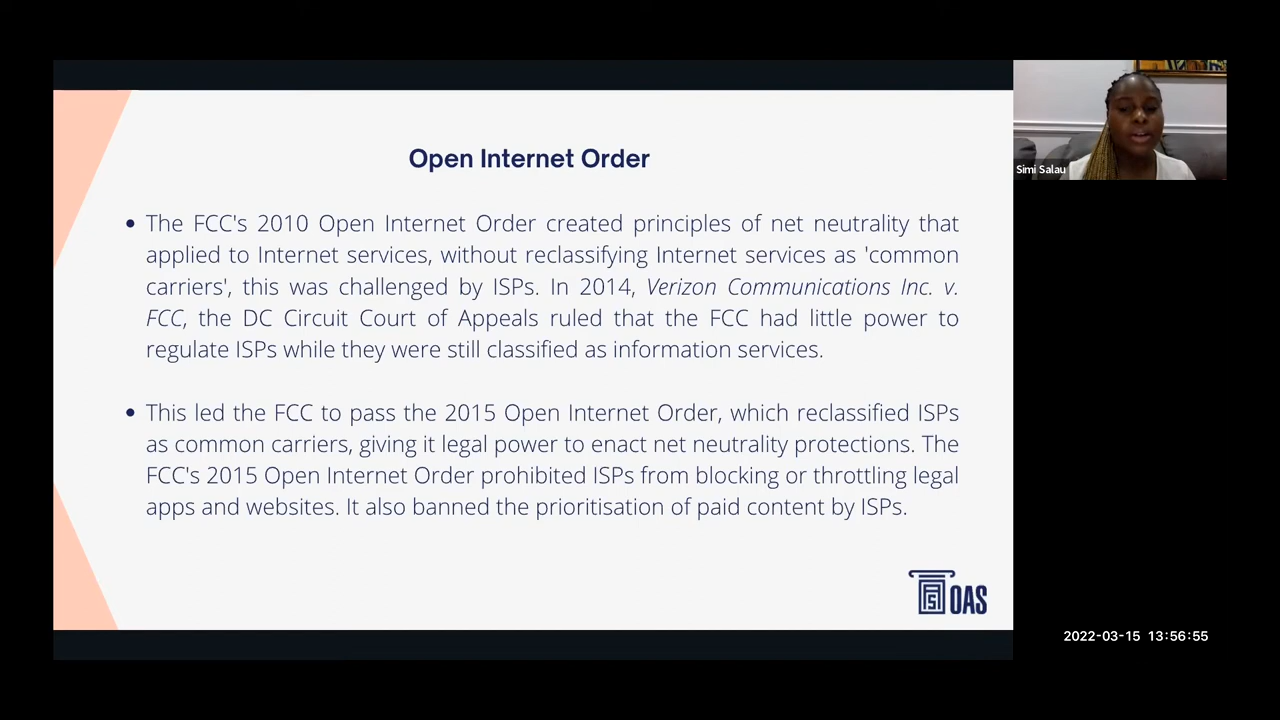 Open Internet Order
• The FCC's 2010 Open Internet Order created principles of net neutrality that
applied to Internet services, without reclassifying Internet services as 'common
carriers', this was challenged by ISPs. In 2014, Verizon Communications Inc. v.
FCC, the DC Circuit Court of Appeals ruled that the FCC had little power to
regulate ISPs while they were still classified as information services.
• This led the FCC to pass the 2015 Open Internet Order, which reclassified ISPs
as common carriers, giving it legal power to enact net neutrality protections. The
FCC's 2015 Open Internet Order prohibited ISPs from blocking or throttling legal
apps and websites. It also banned the prioritisation of paid content by ISPs.
OAS
Simi Salau
2022-03-15 13:56:55